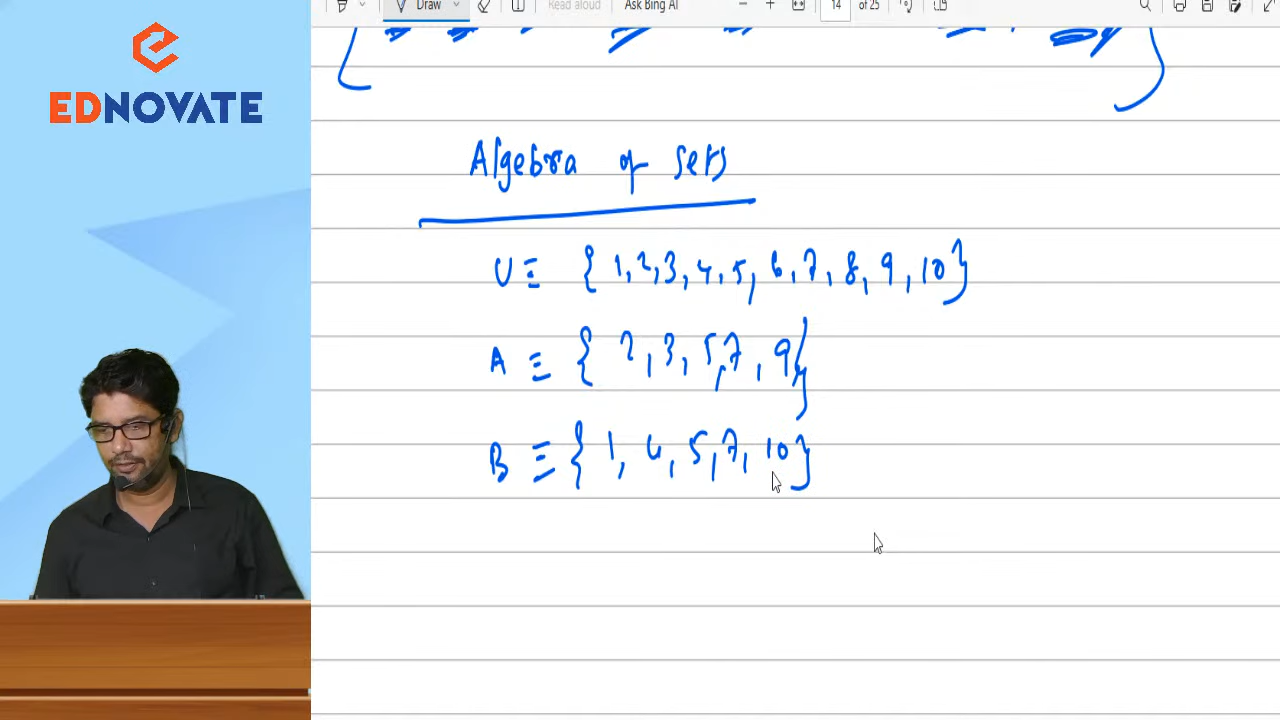 Draw
Read aloud
Ask Bing AI
14 of 25
EDNOVATE
Algebra of sets
U ≡ { 1, 2, 3, 4, 5, 6, 7, 8, 9, 10}
A ≡ { 2, 3, 5, 7, 9}
B ≡ { 1, 4, 5, 7, 10}